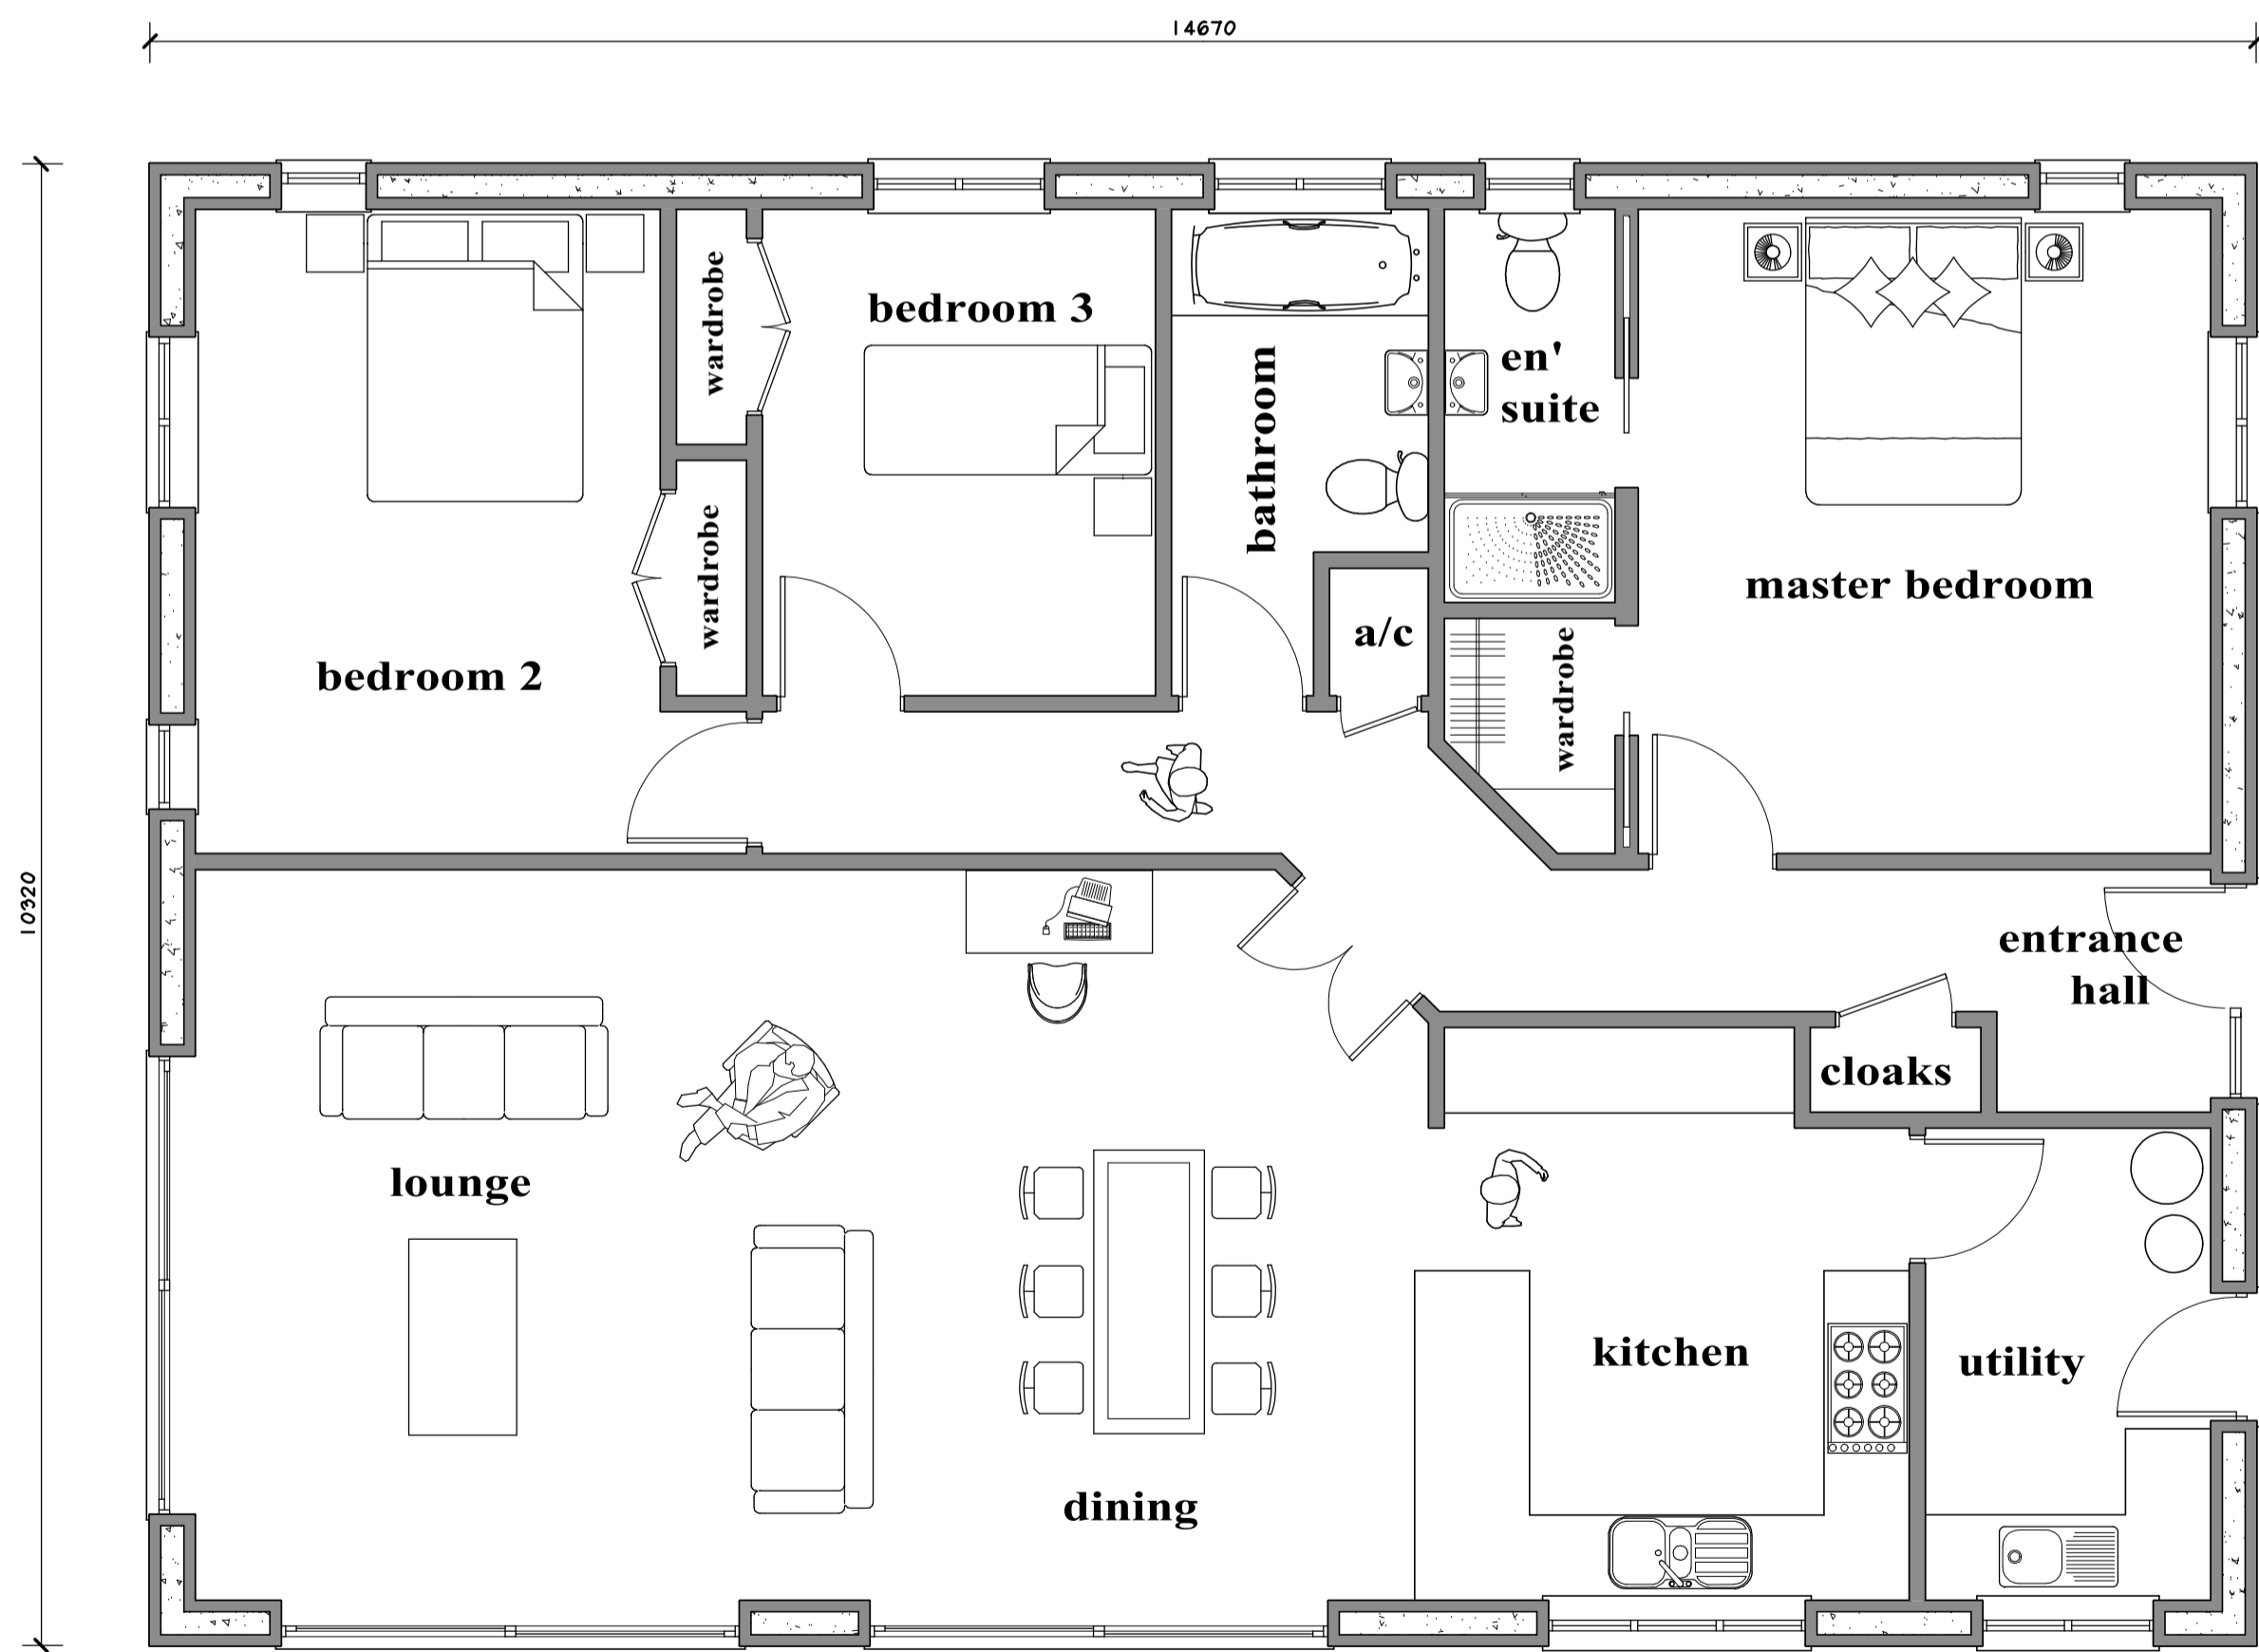 14670
10320
wardrobe
bedroom 3
bathroom
en'
suite
wardrobe
master bedroom
a/c
bedroom 2
wardrobe
entrance
hall
cloaks
lounge
kitchen
utility
dining